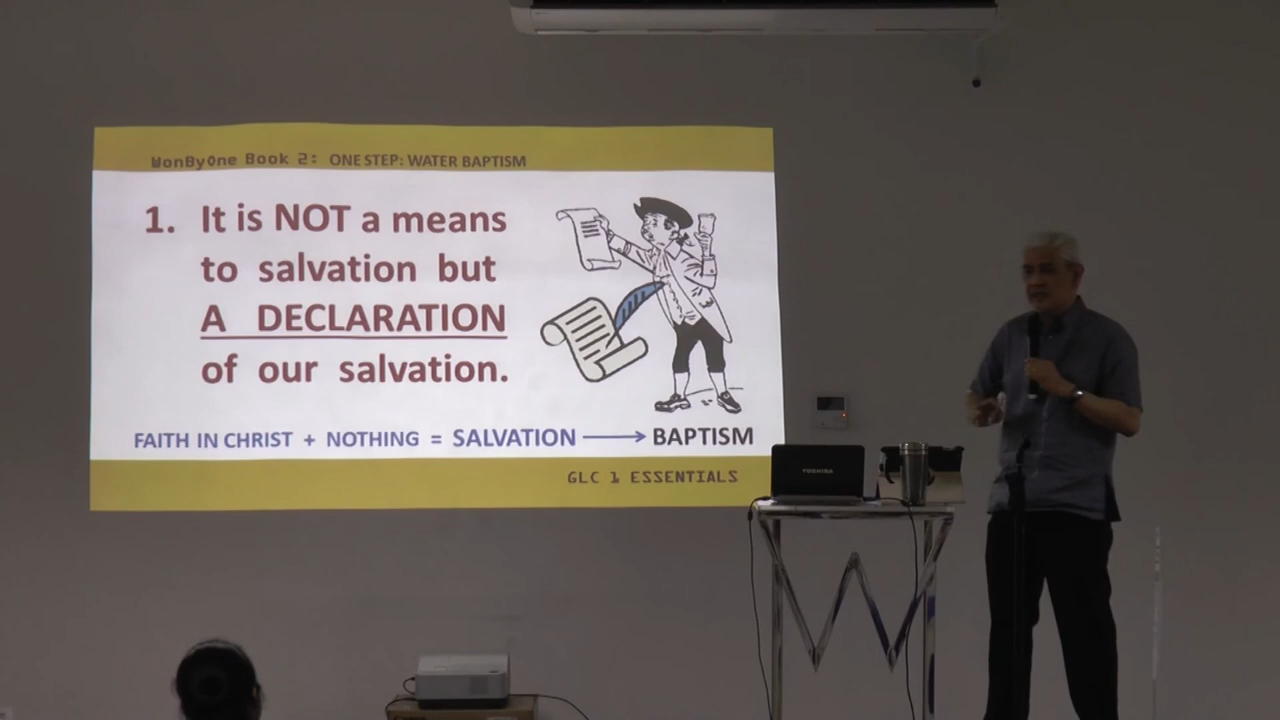 WonByOne Book 2: ONE STEP: WATER BAPTISM
1. It is NOT a means
to salvation but
A DECLARATION
of our salvation.
FAITH IN CHRIST + NOTHING = SALVATION → BAPTISM
GLC 1 ESSENTIALS
TOSHIBA